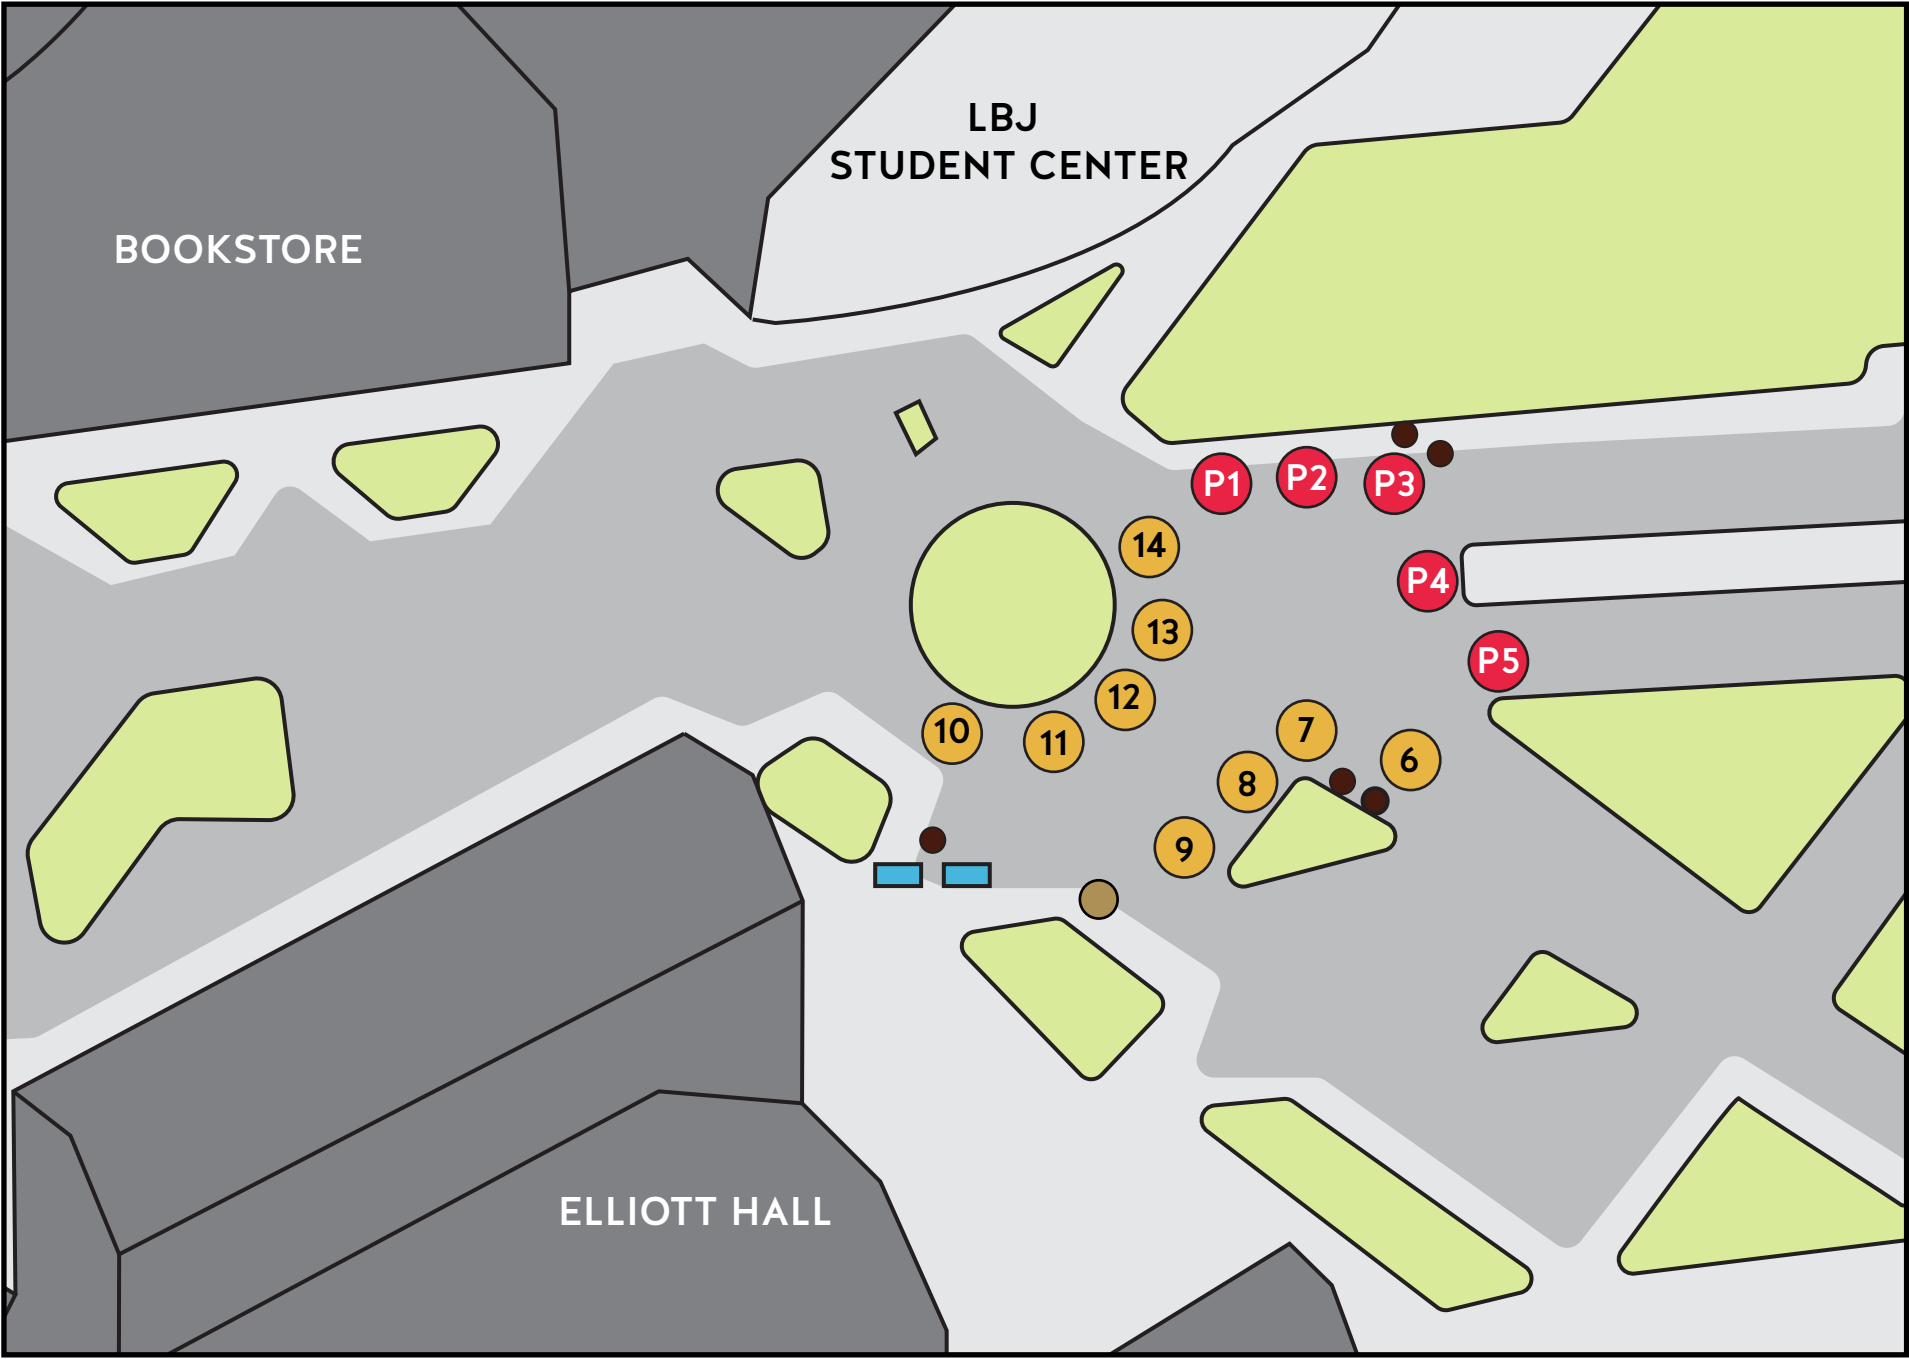 LBJ
STUDENT CENTER
BOOKSTORE
P1
P2
P3
14
P4
13
P5
12
10
11
7
6
8
9
ELLIOTT HALL